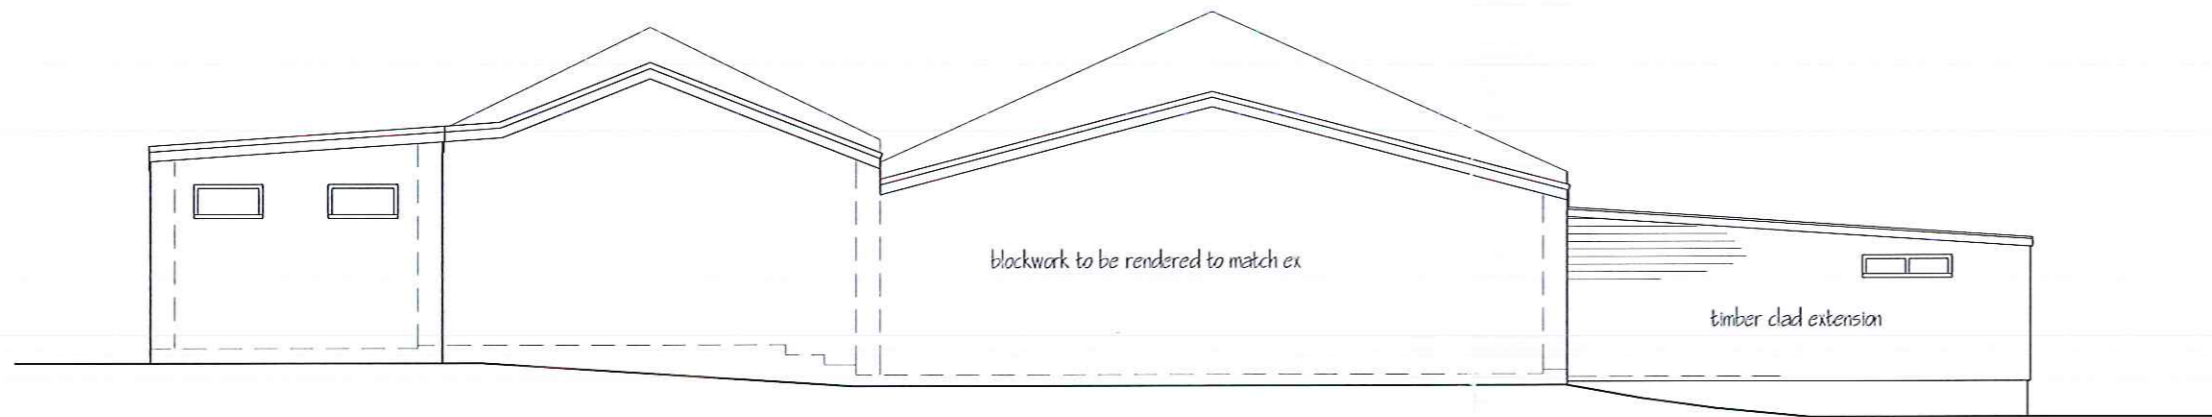 blockwork to be rendered to match ex
timber clad extension